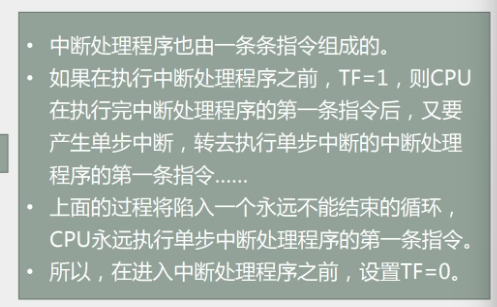 • 中断处理程序也由一条条指令组成的。
• 如果在执行中断处理程序之前，TF=1，则CPU
在执行完中断处理程序的第一条指令后，又要
产生单步中断，转去执行单步中断的中断处理
程序的第一条指令……
• 上面的过程将陷入一个永远不能结束的循环，
CPU永远执行单步中断处理程序的第一条指令。
• 所以，在进入中断处理程序之前，设置TF=0。